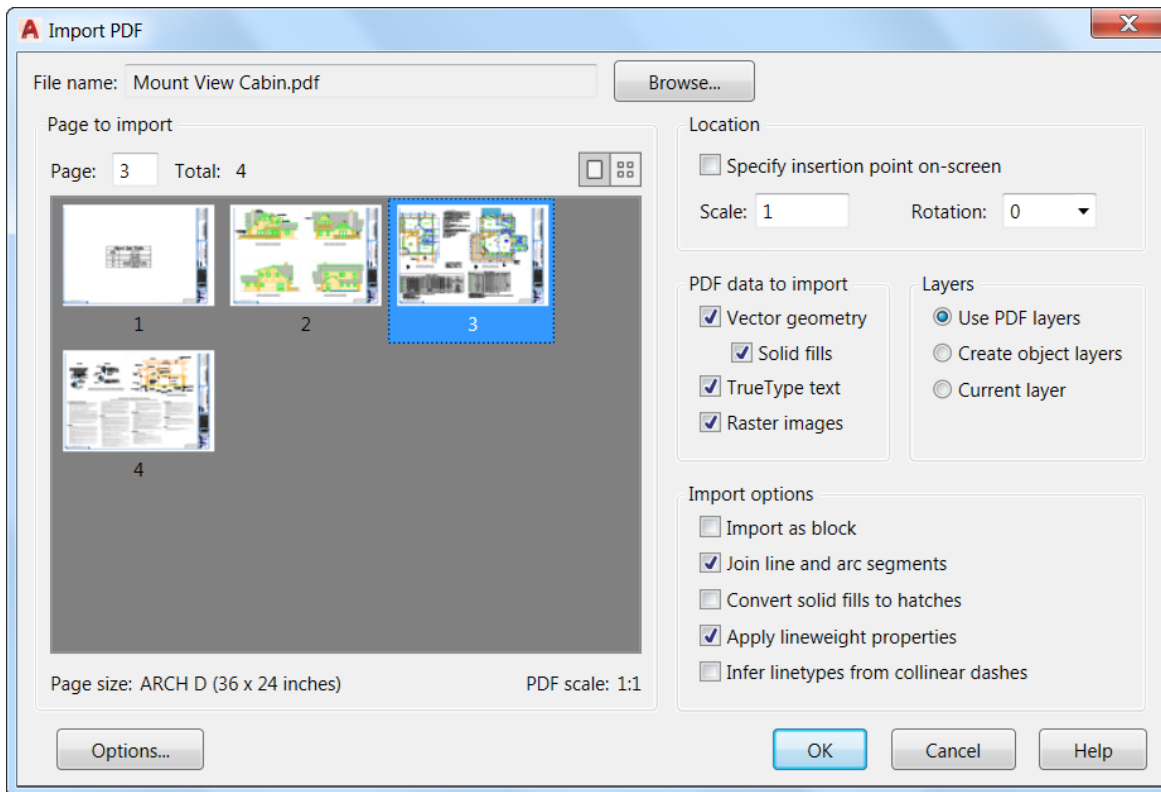 Import PDF
File name: Mount View Cabin.pdf Browse...
Page to import
Page: 3 Total: 4
1 2 3
4
Page size: ARCH D (36 x 24 inches) PDF scale: 1:1
Location
Specify insertion point on-screen
Scale: 1 Rotation: 0
PDF data to import
Vector geometry
Solid fills
TrueType text
Raster images
Layers
Use PDF layers
Create object layers
Current layer
Import options
Import as block
Join line and arc segments
Convert solid fills to hatches
Apply lineweight properties
Infer linetypes from collinear dashes
Options... OK Cancel Help